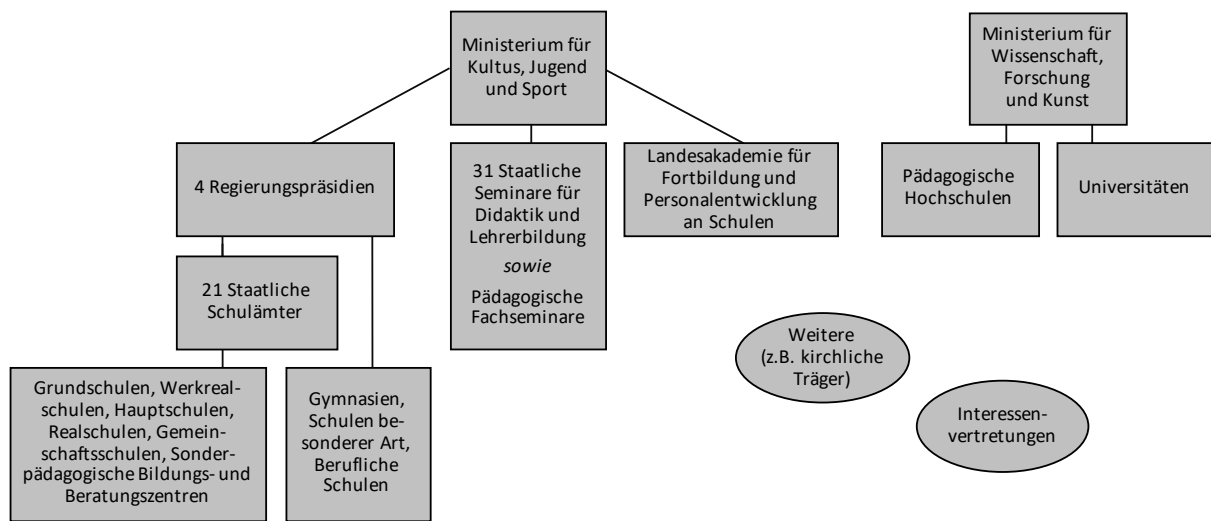 Ministerium für
Kultus, Jugend
und Sport
Ministerium für
Wissenschaft,
Forschung
und Kunst
4 Regierungspräsidien
31 Staatliche
Seminare für
Didaktik und
Lehrerbildung
sowie
Pädagogische
Fachseminare
Landesakademie für
Fortbildung und
Personalentwicklung
an Schulen
Pädagogische
Hochschulen
Universitäten
21 Staatliche
Schulämter
Weitere
(z.B. kirchliche
Träger)
Grundschulen, Werkreal-
schulen, Hauptschulen,
Realschulen, Gemein-
schaftsschulen, Sonder-
pädagogische Bildungs- und
Beratungszentren
Gymnasien,
Schulen be-
sonderer Art,
Berufliche
Schulen
Interessen-
vertretungen